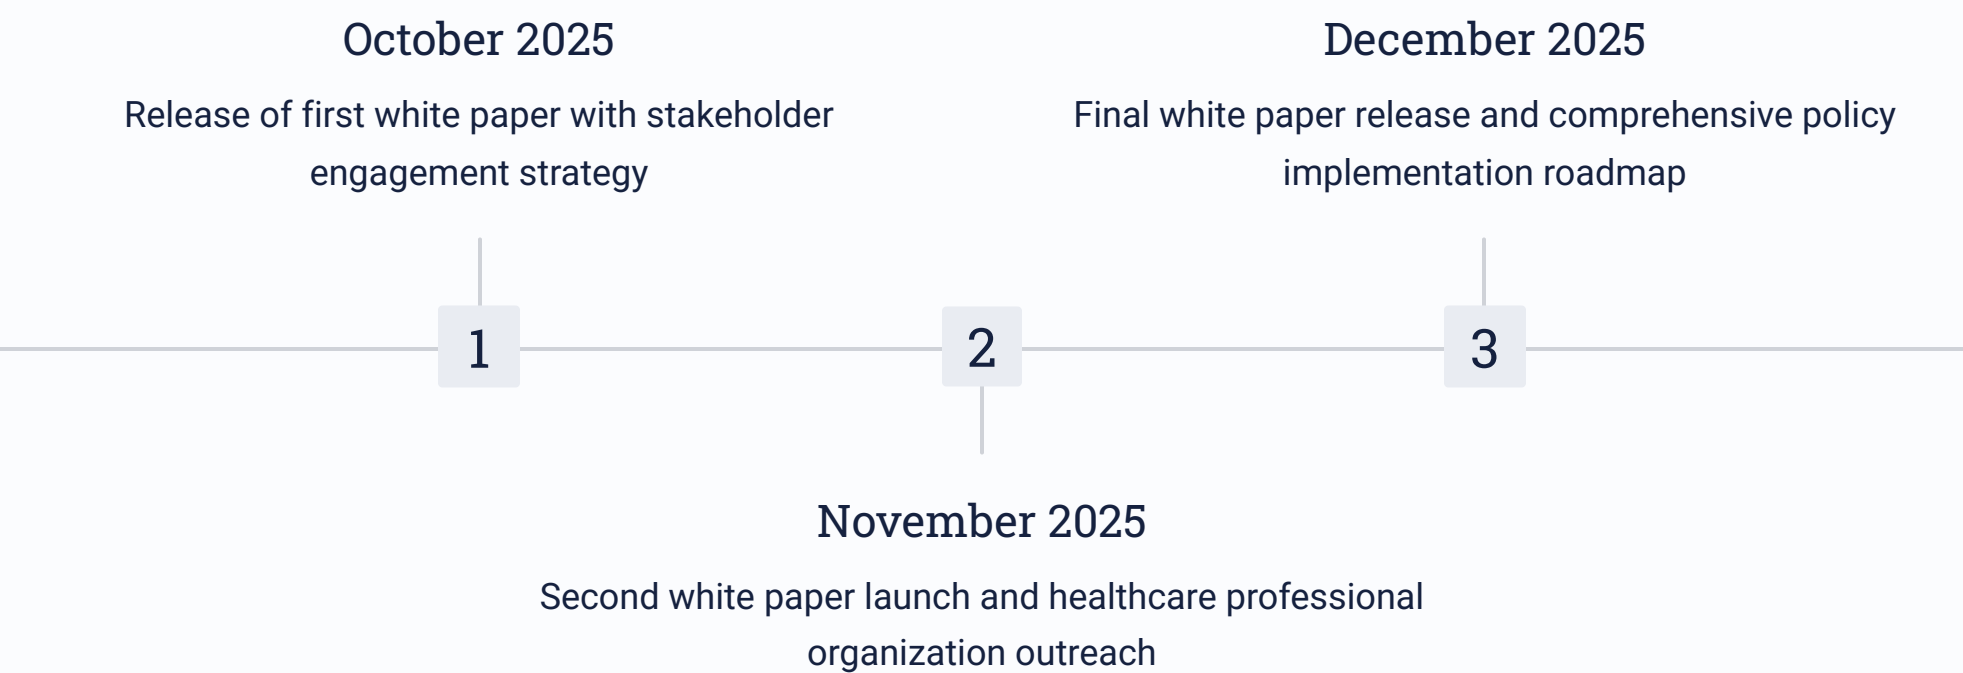 October 2025
Release of first white paper with stakeholder
engagement strategy
December 2025
Final white paper release and comprehensive policy
implementation roadmap
1
2
3
November 2025
Second white paper launch and healthcare professional
organization outreach